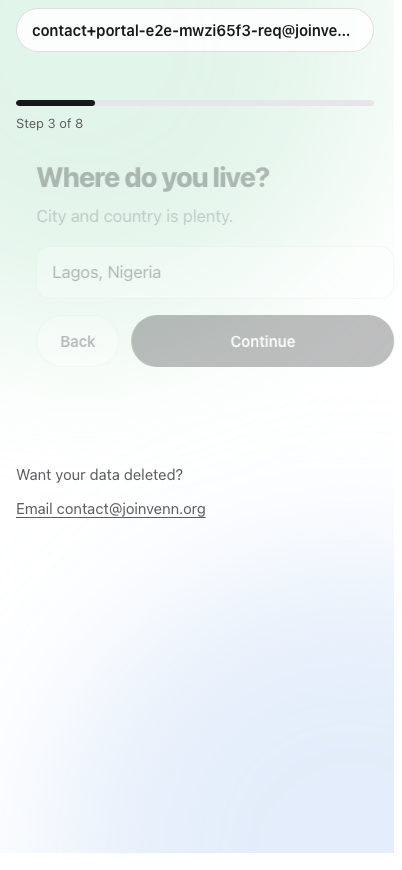 contact+portal-e2e-mwzi65f3-req@joinve...
Step 3 of 8
Where do you live?
City and country is plenty.
Lagos, Nigeria
Back
Continue
Want your data deleted?
Email contact@joinvenn.org